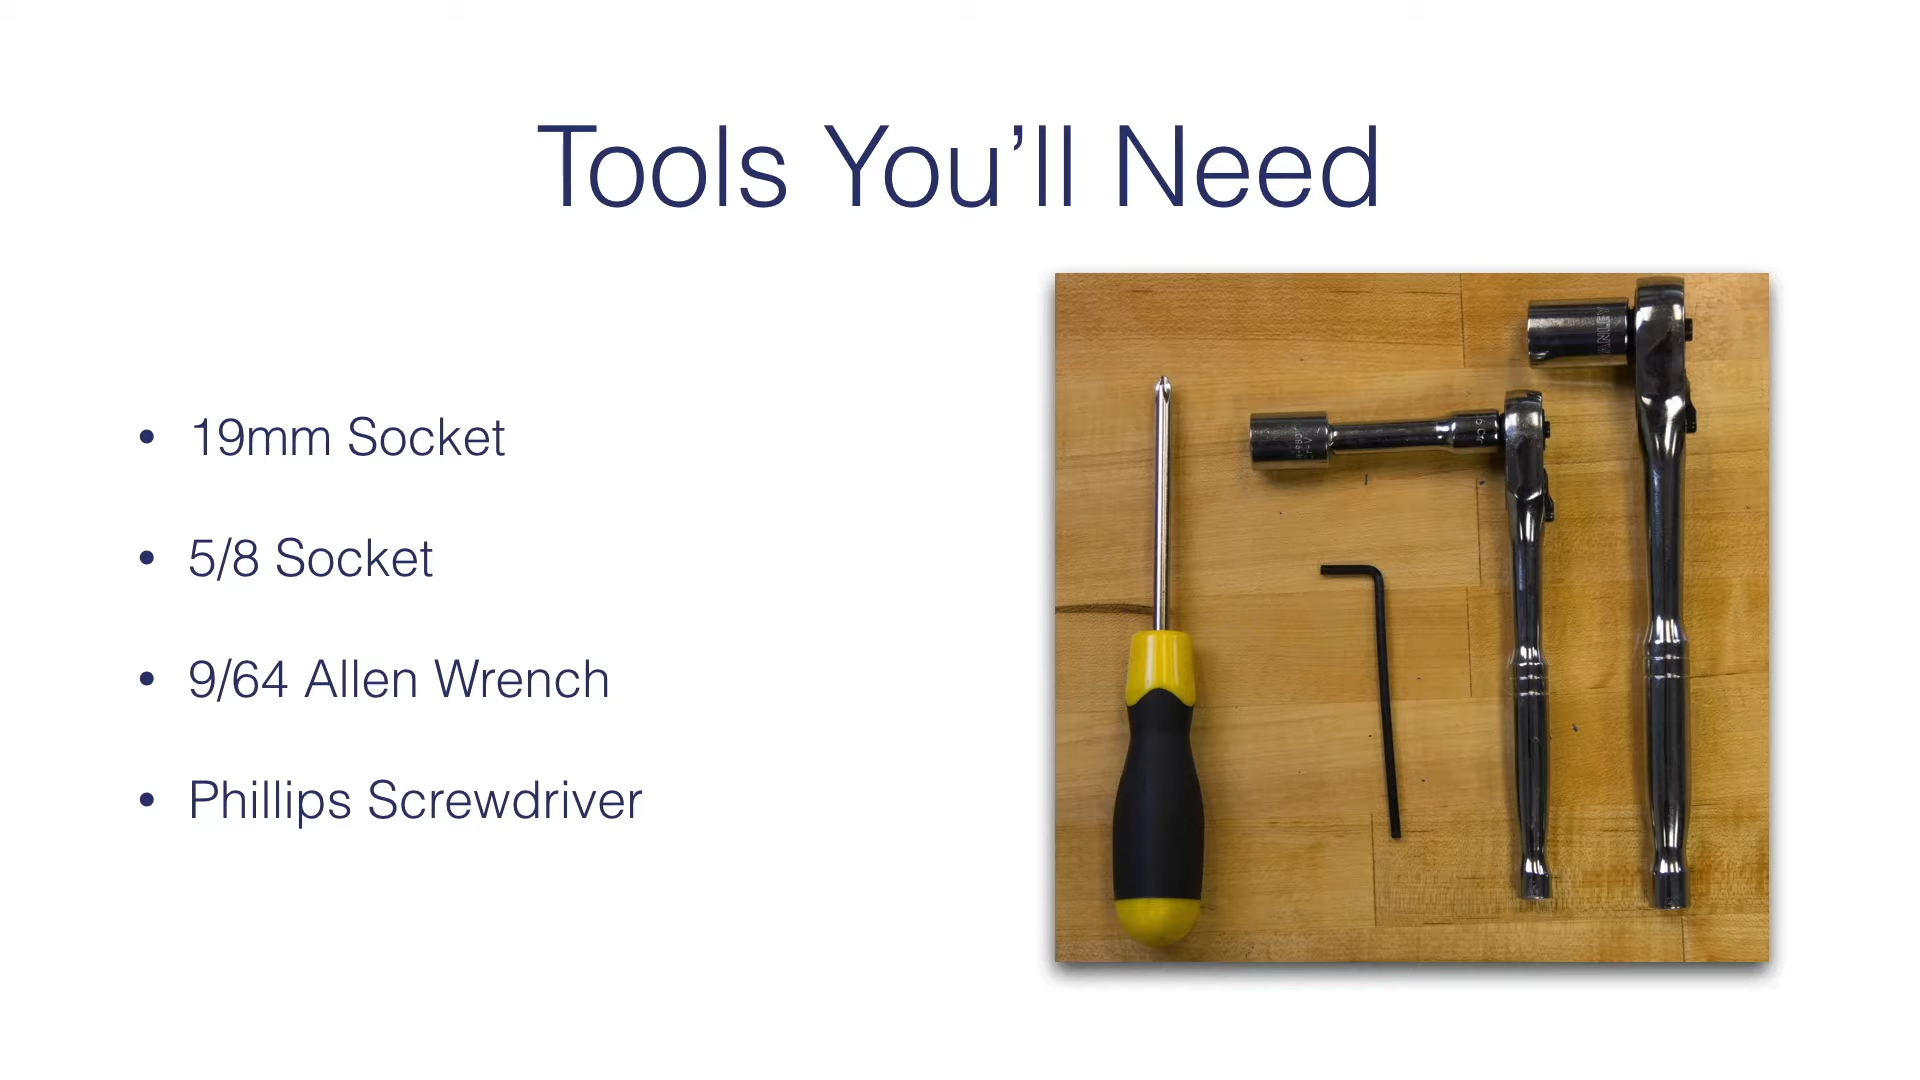 Tools You’ll Need
• 19mm Socket
• 5/8 Socket
• 9/64 Allen Wrench
• Phillips Screwdriver